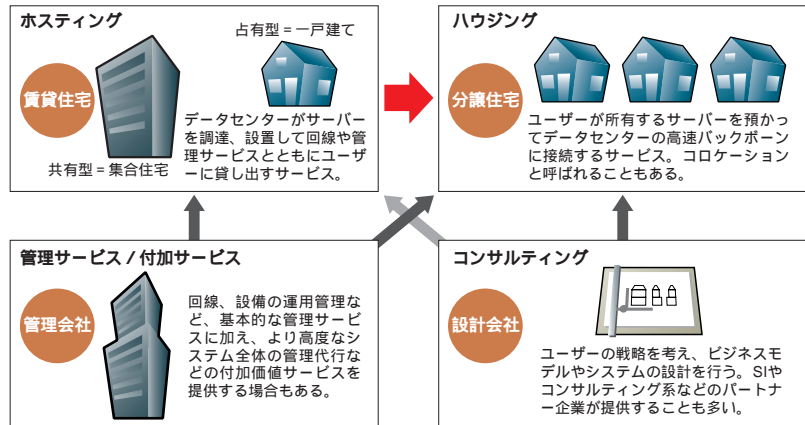 ホスティング
占有型 = 一戸建て
賃貸住宅
データセンターがサーバー
を調達、設置して回線や管
理サービスとともにユーザ
ーに貸し出すサービス。
共有型 = 集合住宅
ハウジング
分譲住宅
ユーザーが所有するサーバーを預かっ
てデータセンターの高速バックボーン
に接続するサービス。コロケーション
と呼ばれることもある。
管理サービス / 付加サービス
管理会社
回線、設備の運用管理な
ど、基本的な管理サービス
に加え、より高度なシ
ステム全体の管理代行な
どの付加価値サービスを
提供する場合もある。
コンサルティング
設計会社
ユーザーの戦略を考え、ビジネスモ
デルやシステムの設計を行う。SIや
コンサルティング系などのパートナ
ー企業が提供することも多い。